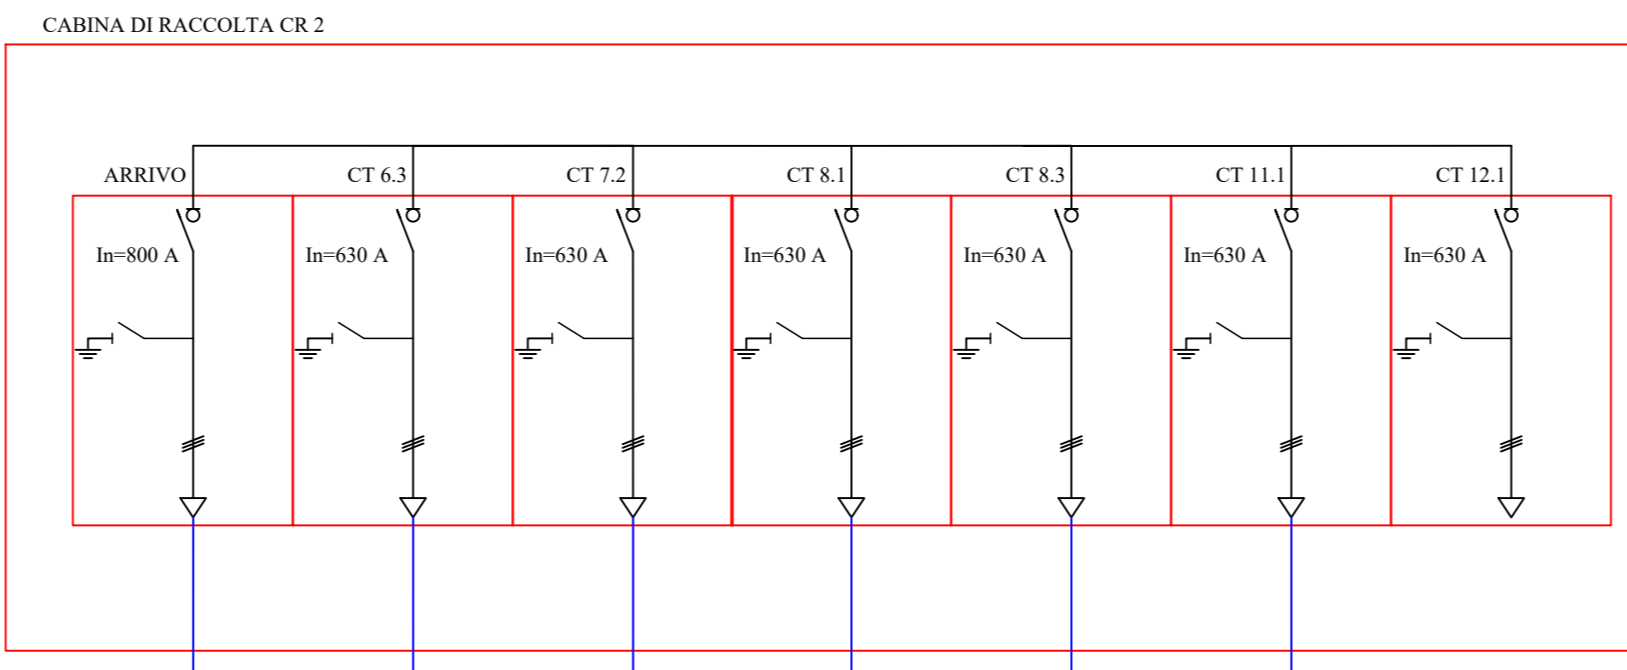 CABINA DI RACCOLTA CR 2
ARRIVO
CT 6.3
CT 7.2
CT 8.1
CT 8.3
CT 11.1
CT 12.1
In=800 A
In=630 A
In=630 A
In=630 A
In=630 A
In=630 A
In=630 A